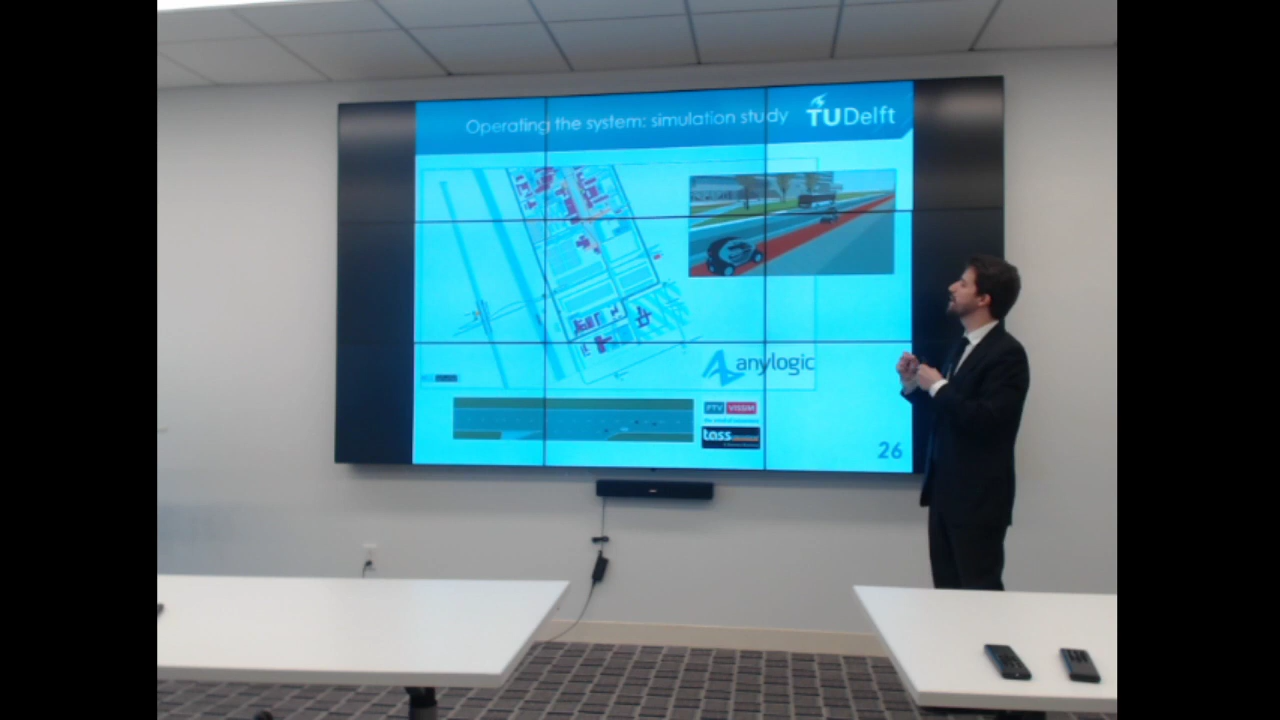 Operating the system: simulation study
TUDelft
anylogic
PTV VISSIM
tass
26